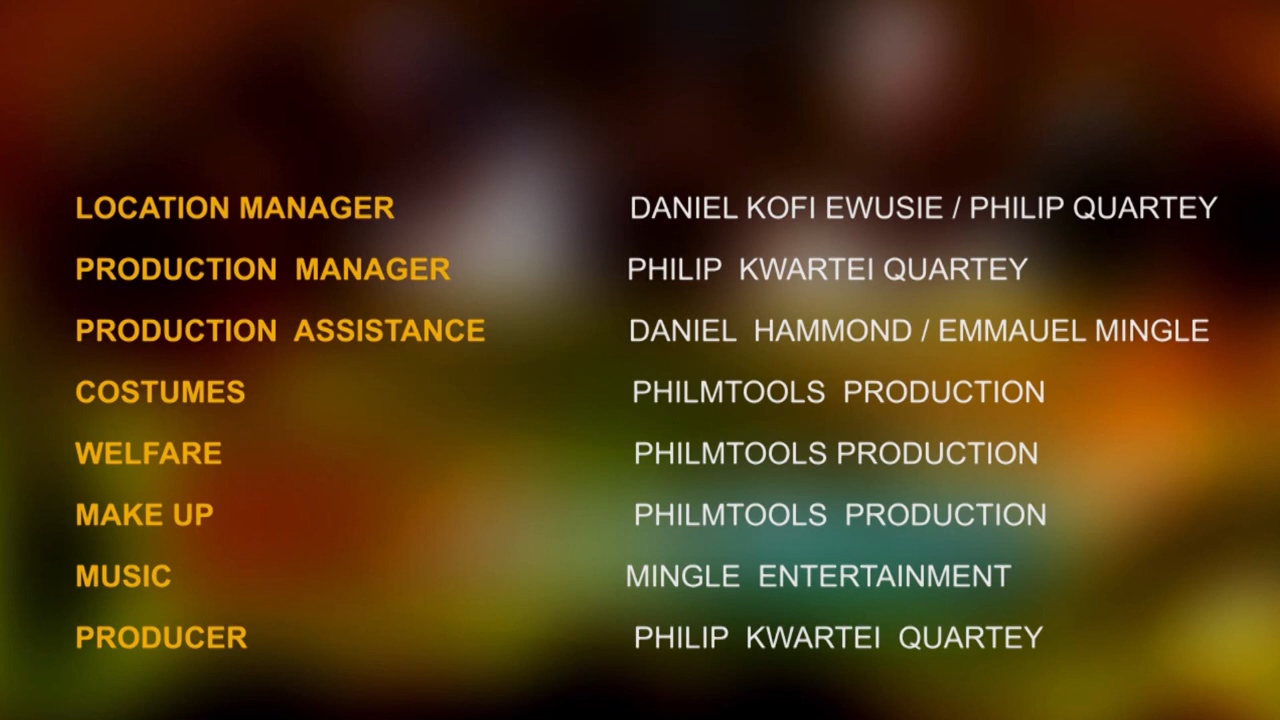 LOCATION MANAGER DANIEL KOFI EWUSIE / PHILIP QUARTEY
PRODUCTION MANAGER PHILIP KWARTEI QUARTEY
PRODUCTION ASSISTANCE DANIEL HAMMOND / EMMAUEL MINGLE
COSTUMES PHILMTOOLS PRODUCTION
WELFARE PHILMTOOLS PRODUCTION
MAKE UP PHILMTOOLS PRODUCTION
MUSIC MINGLE ENTERTAINMENT
PRODUCER PHILIP KWARTEI QUARTEY